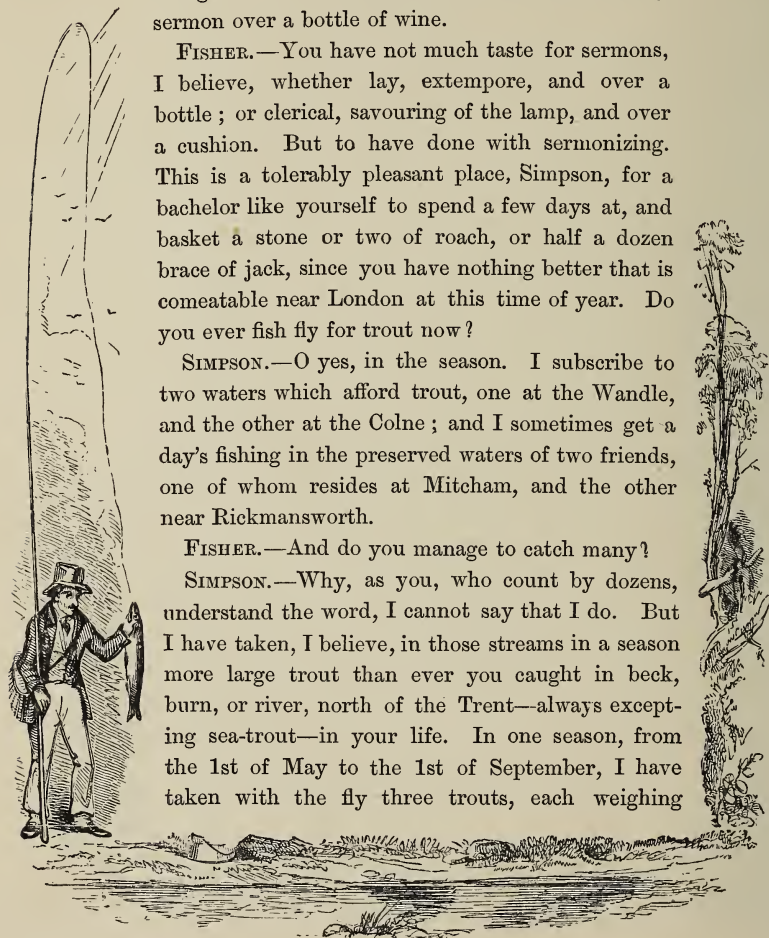 sermon over a bottle of wine.
FISHER.—You have not much taste for sermons,
I believe, whether lay, extempore, and over a
bottle ; or clerical, savouring of the lamp, and over
a cushion. But to have done with sermonizing.
This is a tolerably pleasant place, Simpson, for a
bachelor like yourself to spend a few days at, and
basket a stone or two of roach, or half a dozen
brace of jack, since you have nothing better that is
comeatable near London at this time of year. Do
you ever fish fly for trout now?
SIMPSON.—O yes, in the season. I subscribe to
two waters which afford trout, one at the Wandle,
and the other at the Colne ; and I sometimes get a
day's fishing in the preserved waters of two friends,
one of whom resides at Mitcham, and the other
near Rickmansworth.
FISHER.—And do you manage to catch many?
SIMPSON.—Why, as you, who count by dozens,
understand the word, I cannot say that I do. But
I have taken, I believe, in those streams in a season
more large trout than ever you caught in beck,
burn, or river, north of the Trent—always except-
ing sea-trout—in your life. In one season, from
the 1st of May to the 1st of September, I have
taken with the fly three trouts, each weighing